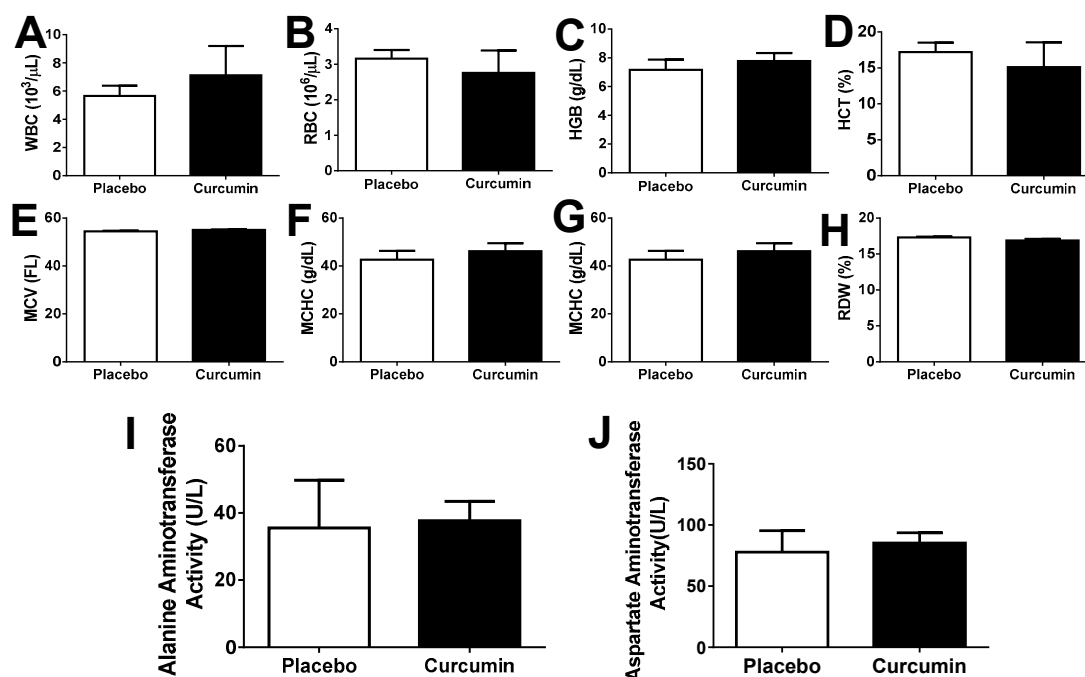 A
WBC (10³/μL)
10
8
6
4
2
0
Placebo
Curcumin
B
RBC (10⁶/μL)
4
3
2
1
0
Placebo
Curcumin
C
HGB (g/dL)
10
8
6
4
2
0
Placebo
Curcumin
D
HCT (%)
20
15
10
5
0
Placebo
Curcumin
E
MCV (FL)
60
40
20
0
Placebo
Curcumin
F
MCHC (g/dL)
60
40
20
0
Placebo
Curcumin
G
MCHC (g/dL)
60
40
20
0
Placebo
Curcumin
H
RDW (%)
20
15
10
5
0
Placebo
Curcumin
I
Alanine Aminotransferase
Activity (U/L)
60
40
20
0
Placebo
Curcumin
J
Aspartate Aminotransferase
Activity(U/L)
150
100
50
0
Placebo
Curcumin